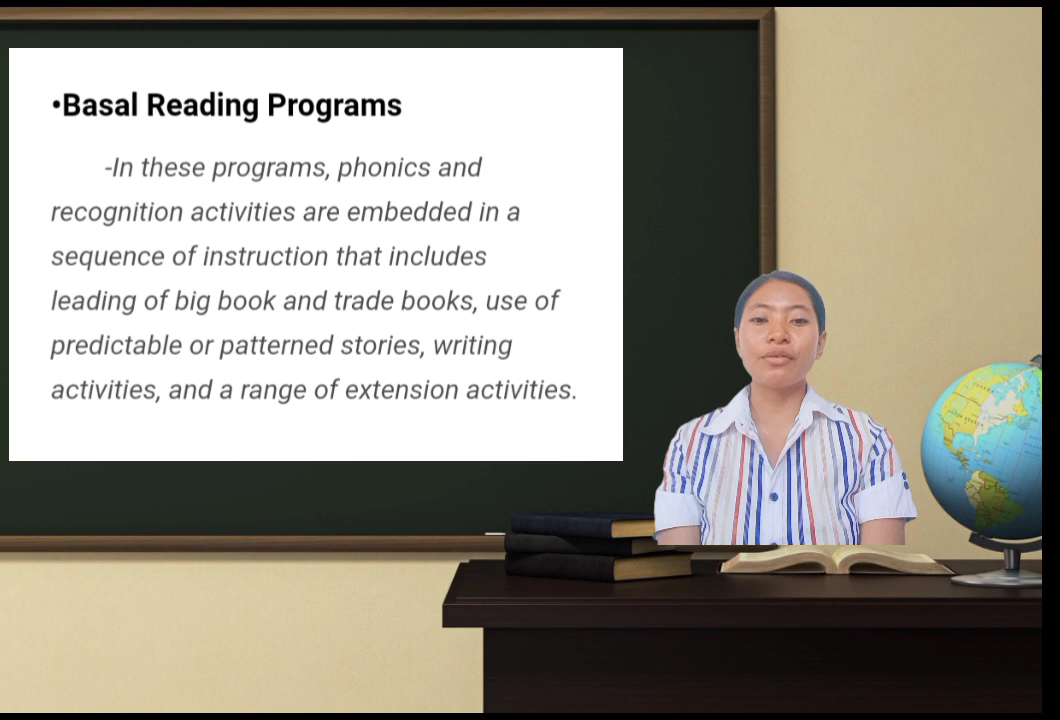 •Basal Reading Programs
-In these programs, phonics and
recognition activities are embedded in a
sequence of instruction that includes
leading of big book and trade books, use of
predictable or patterned stories, writing
activities, and a range of extension activities.